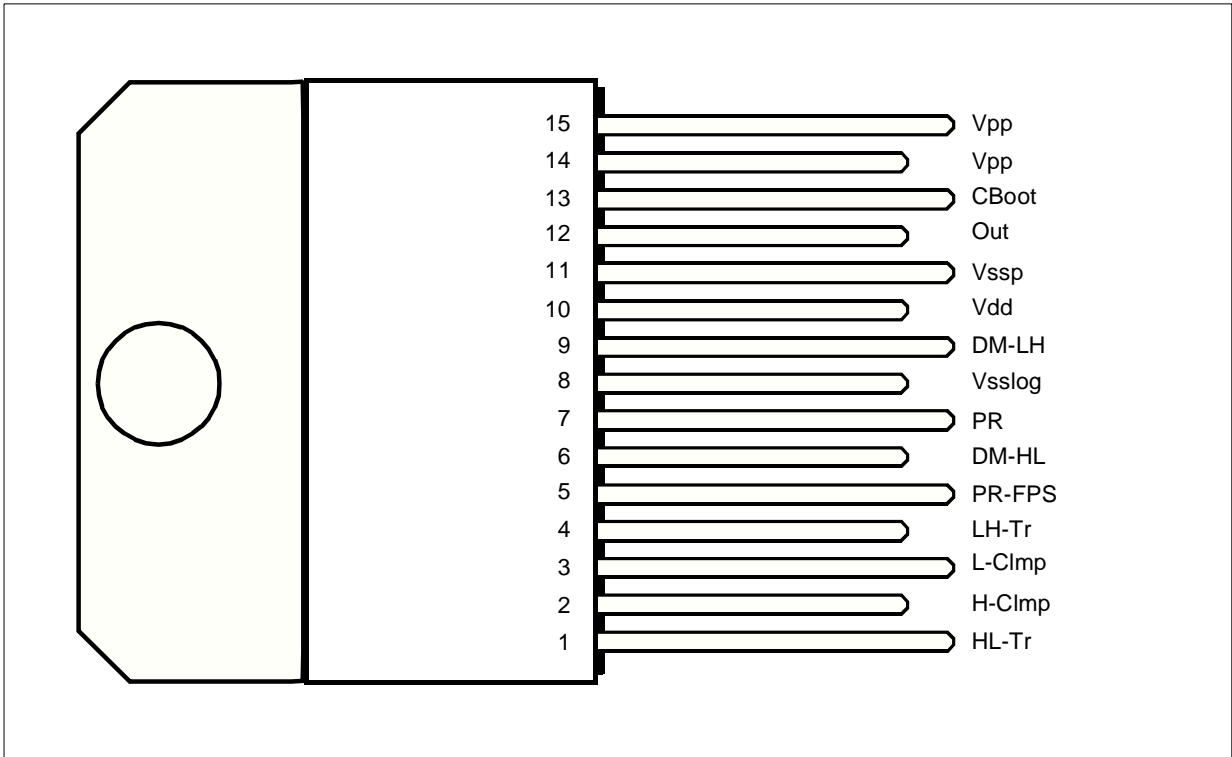 15 Vpp
14 Vpp
13 CBoot
12 Out
11 Vssp
10 Vdd
9 DM-LH
8 Vsslog
7 PR
6 DM-HL
5 PR-FPS
4 LH-Tr
3 L-Clmp
2 H-Clmp
1 HL-Tr